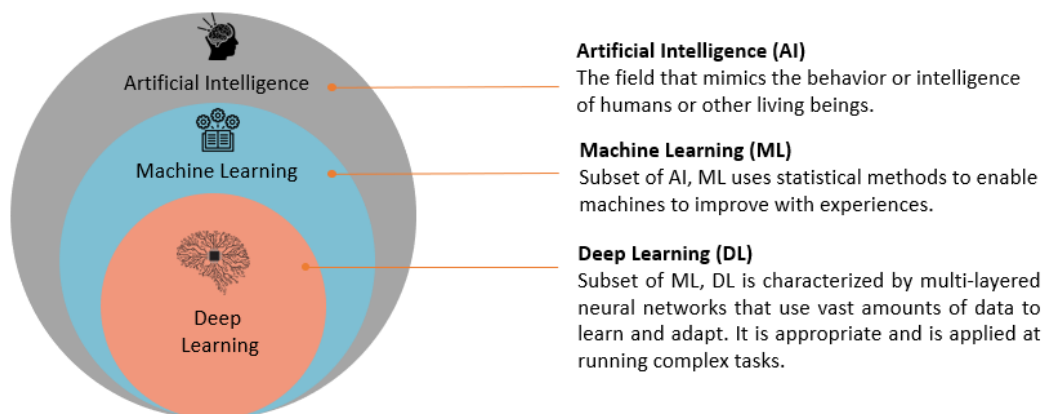 Artificial Intelligence
Machine Learning
Deep
Learning
Artificial Intelligence (AI)
The field that mimics the behavior or intelligence
of humans or other living beings.
Machine Learning (ML)
Subset of AI, ML uses statistical methods to enable
machines to improve with experiences.
Deep Learning (DL)
Subset of ML, DL is characterized by multi-layered
neural networks that use vast amounts of data to
learn and adapt. It is appropriate and is applied at
running complex tasks.